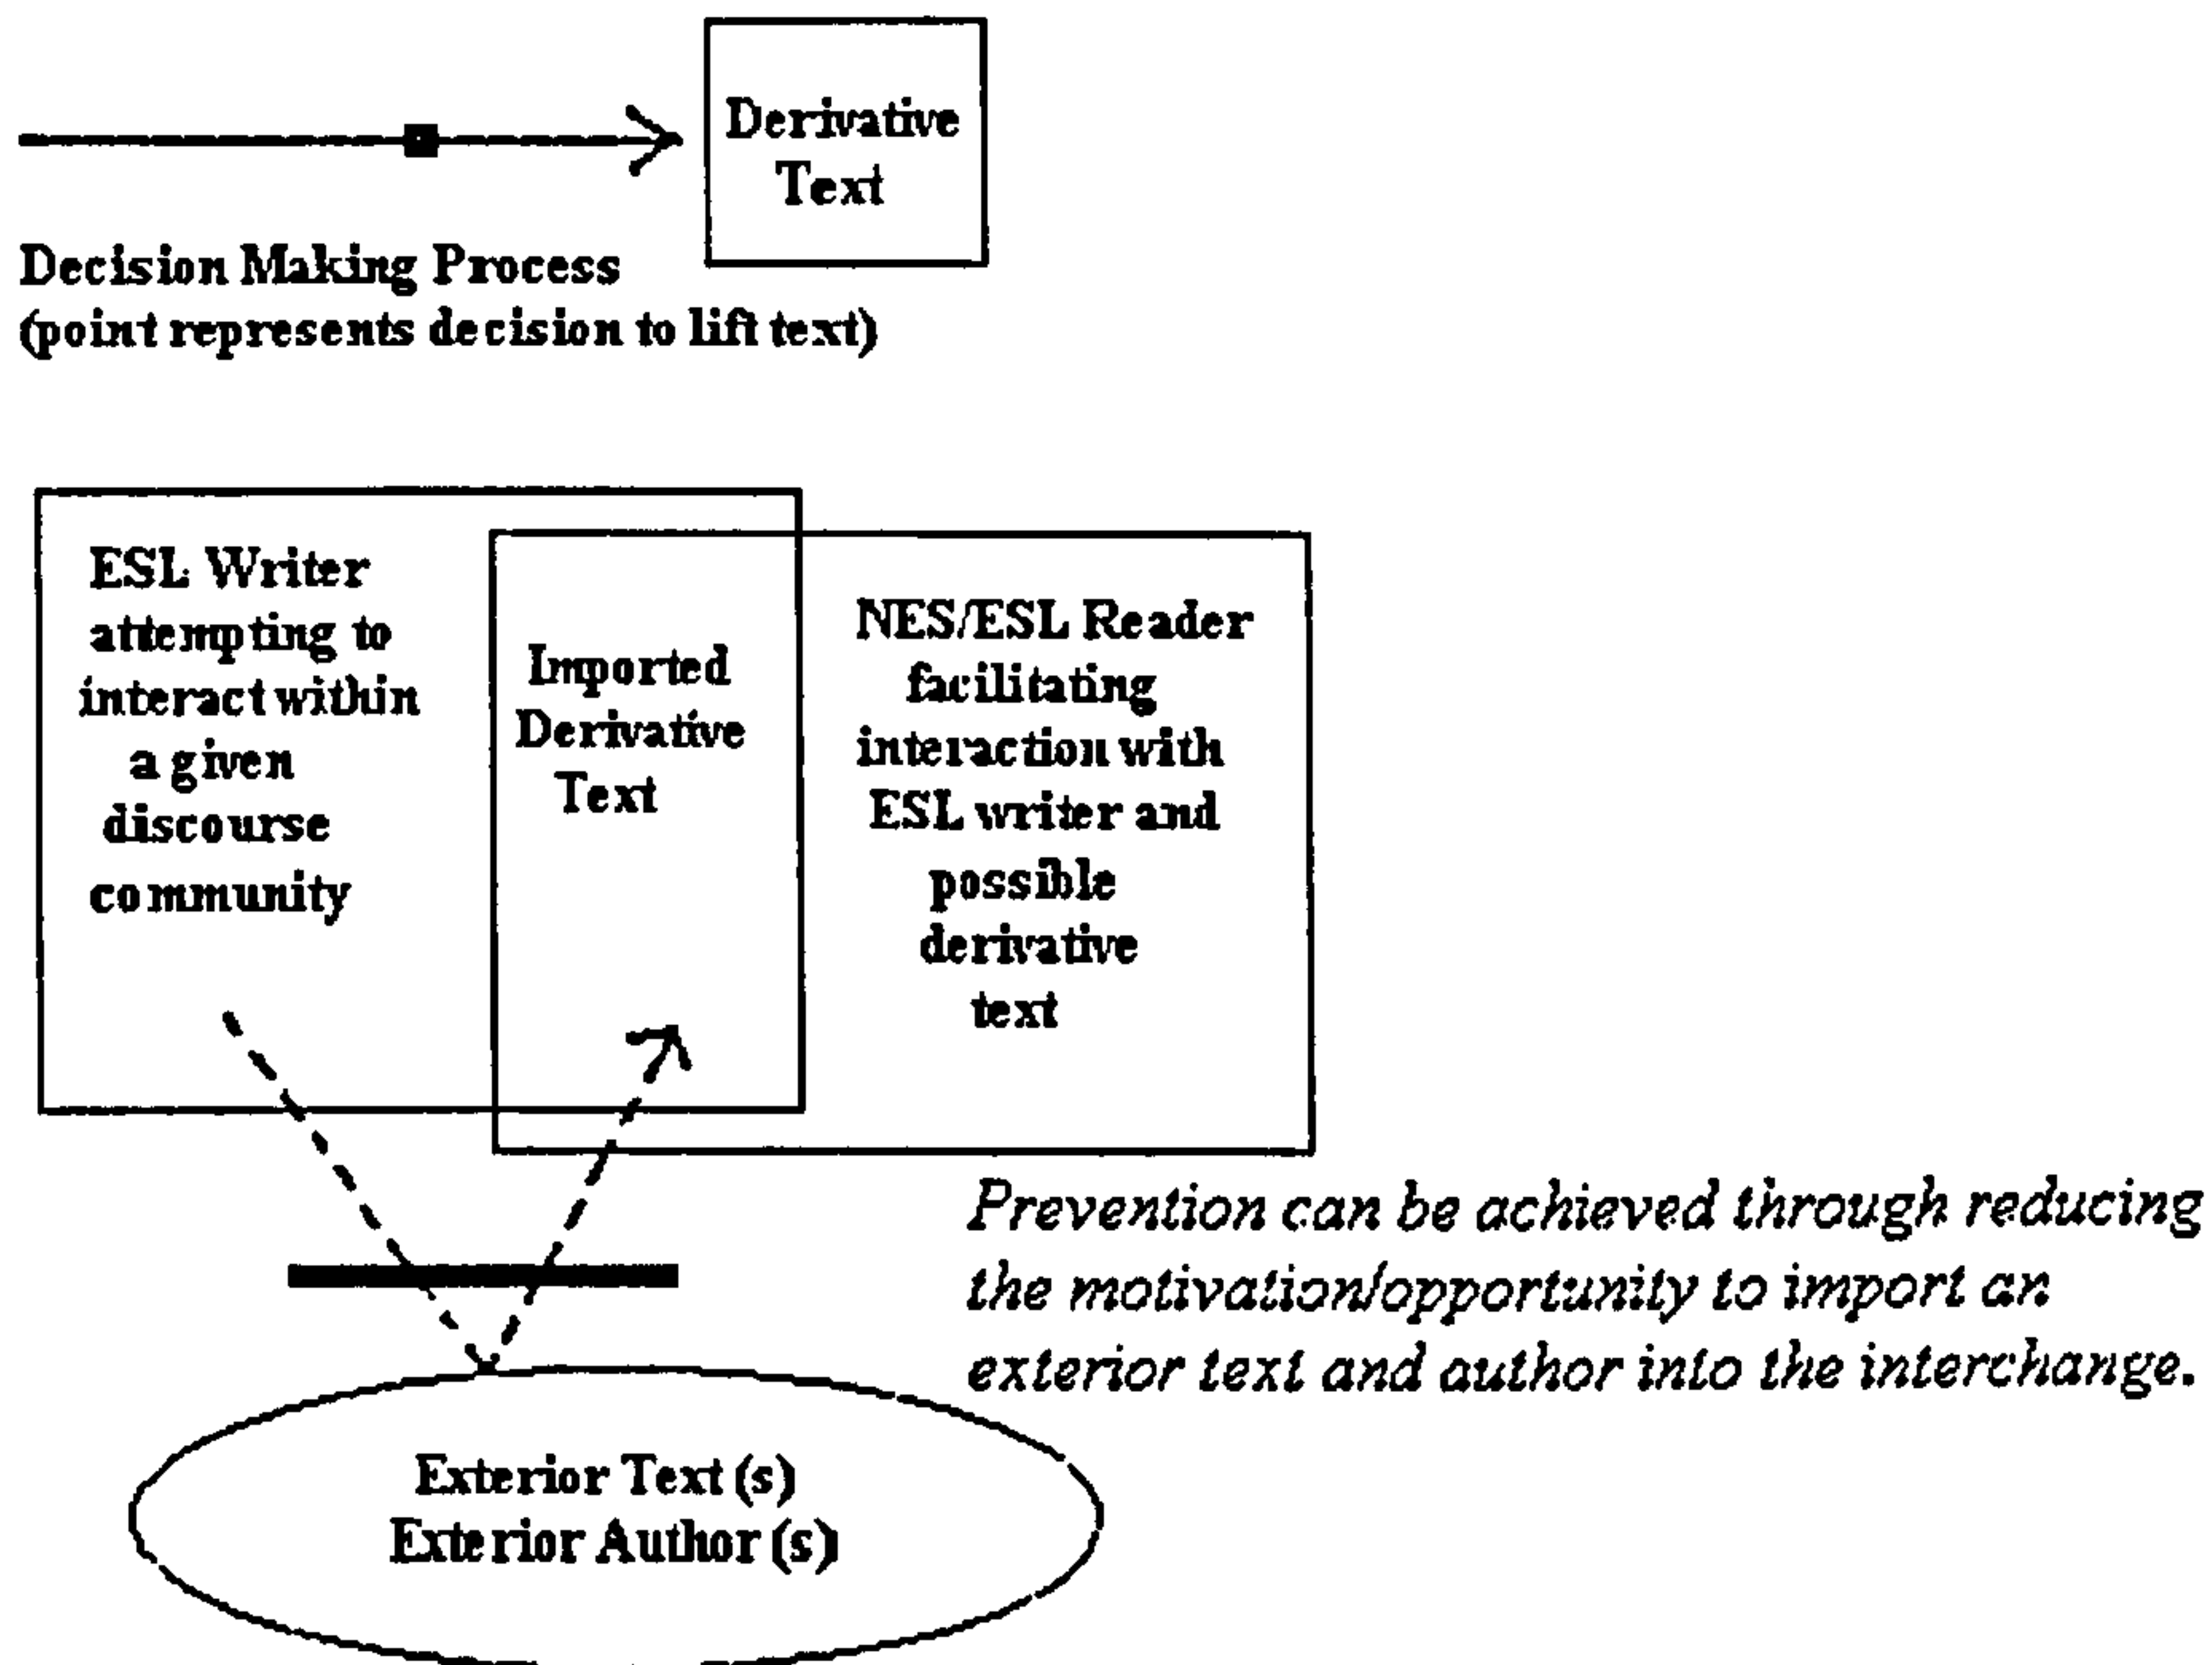 Derivative
Text
Decision Making Process
(point represents decision to lift text)
ESL Writer
attempting to
interact within
a given
discourse
community
Imported
Derivative
Text
NES/ESL Reader
facilitating
interaction with
ESL writer and
possible
derivative
text
Prevention can be achieved through reducing
the motivation/opportunity to import an
exterior text and author into the interchange.
Exterior Text(s)
Exterior Author(s)